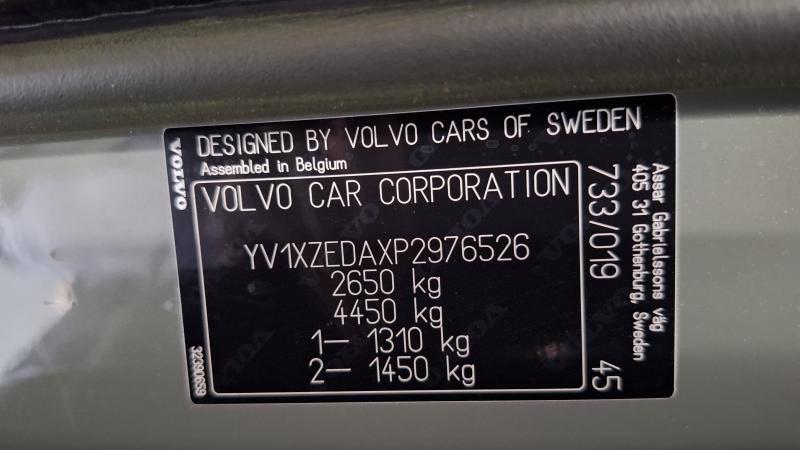 VOLVO
DESIGNED BY VOLVO CARS OF SWEDEN
Assembled in Belgium
VOLVO CAR CORPORATION
YV1XZEDAXP2976526
2650 kg
4450 kg
1– 1310 kg
2– 1450 kg
32390659
733/019
45
Assar Gabrielssons väg
405 31 Gothenburg, Sweden